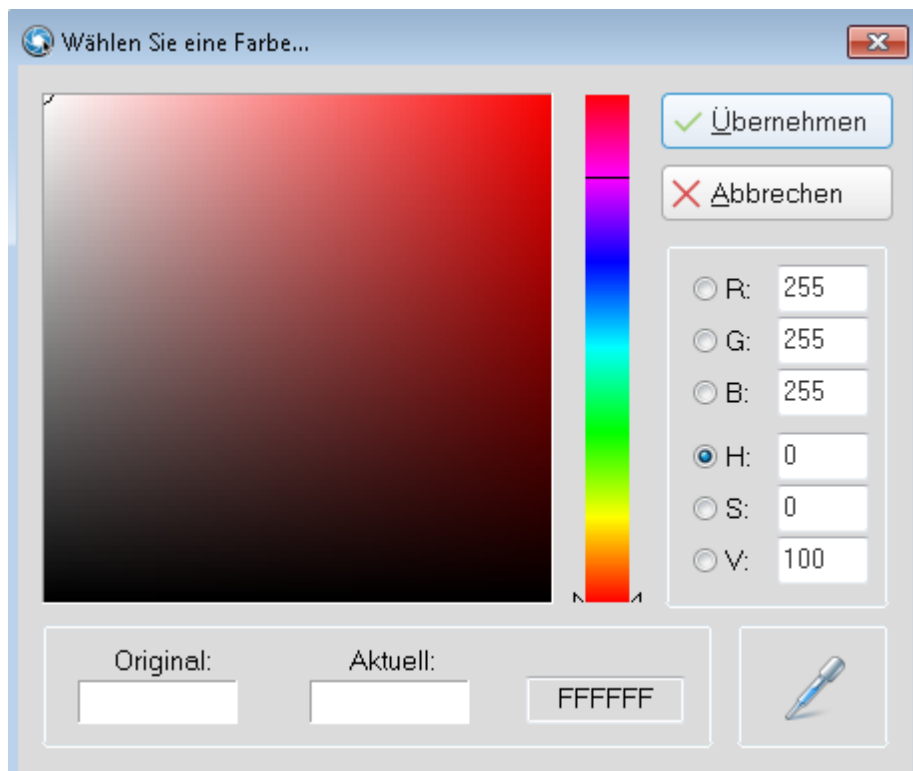 Wählen Sie eine Farbe...
Übernehmen
Abbrechen
R: 255
G: 255
B: 255
H: 0
S: 0
V: 100
Original: Aktuell:
FFFFFF